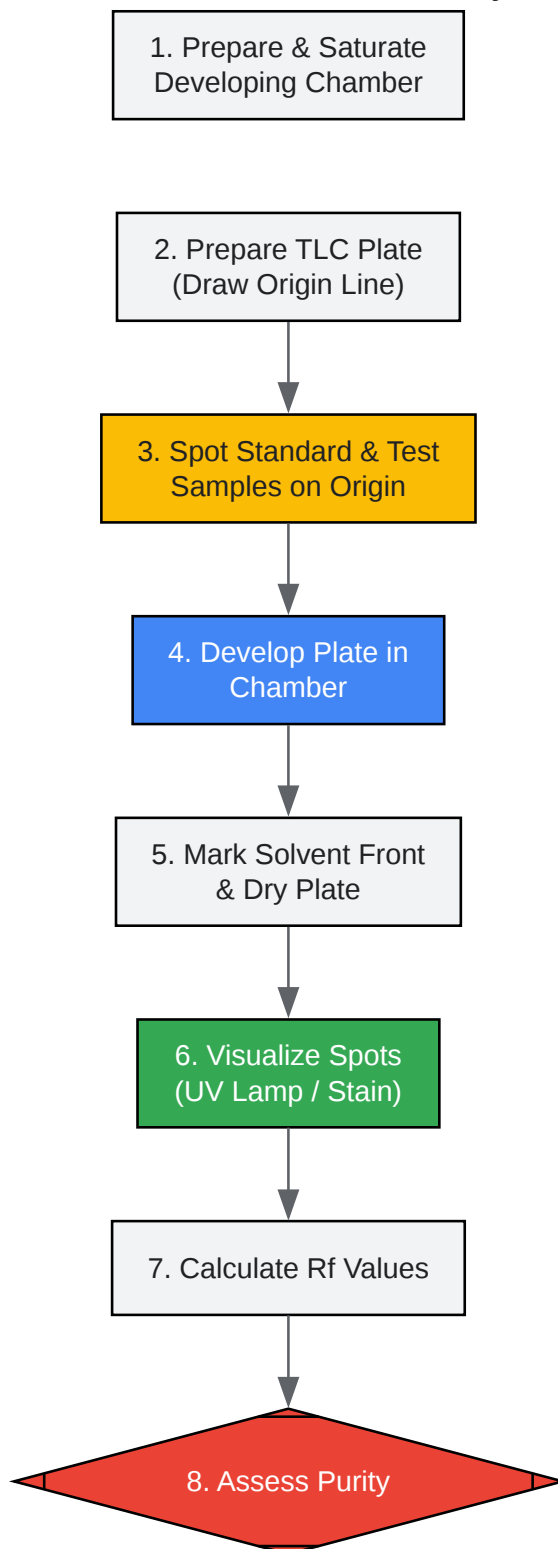 1. Prepare & Saturate
Developing Chamber
2. Prepare TLC Plate
(Draw Origin Line)
3. Spot Standard & Test
Samples on Origin
4. Develop Plate in
Chamber
5. Mark Solvent Front
& Dry Plate
6. Visualize Spots
(UV Lamp / Stain)
7. Calculate Rf Values
8. Assess Purity